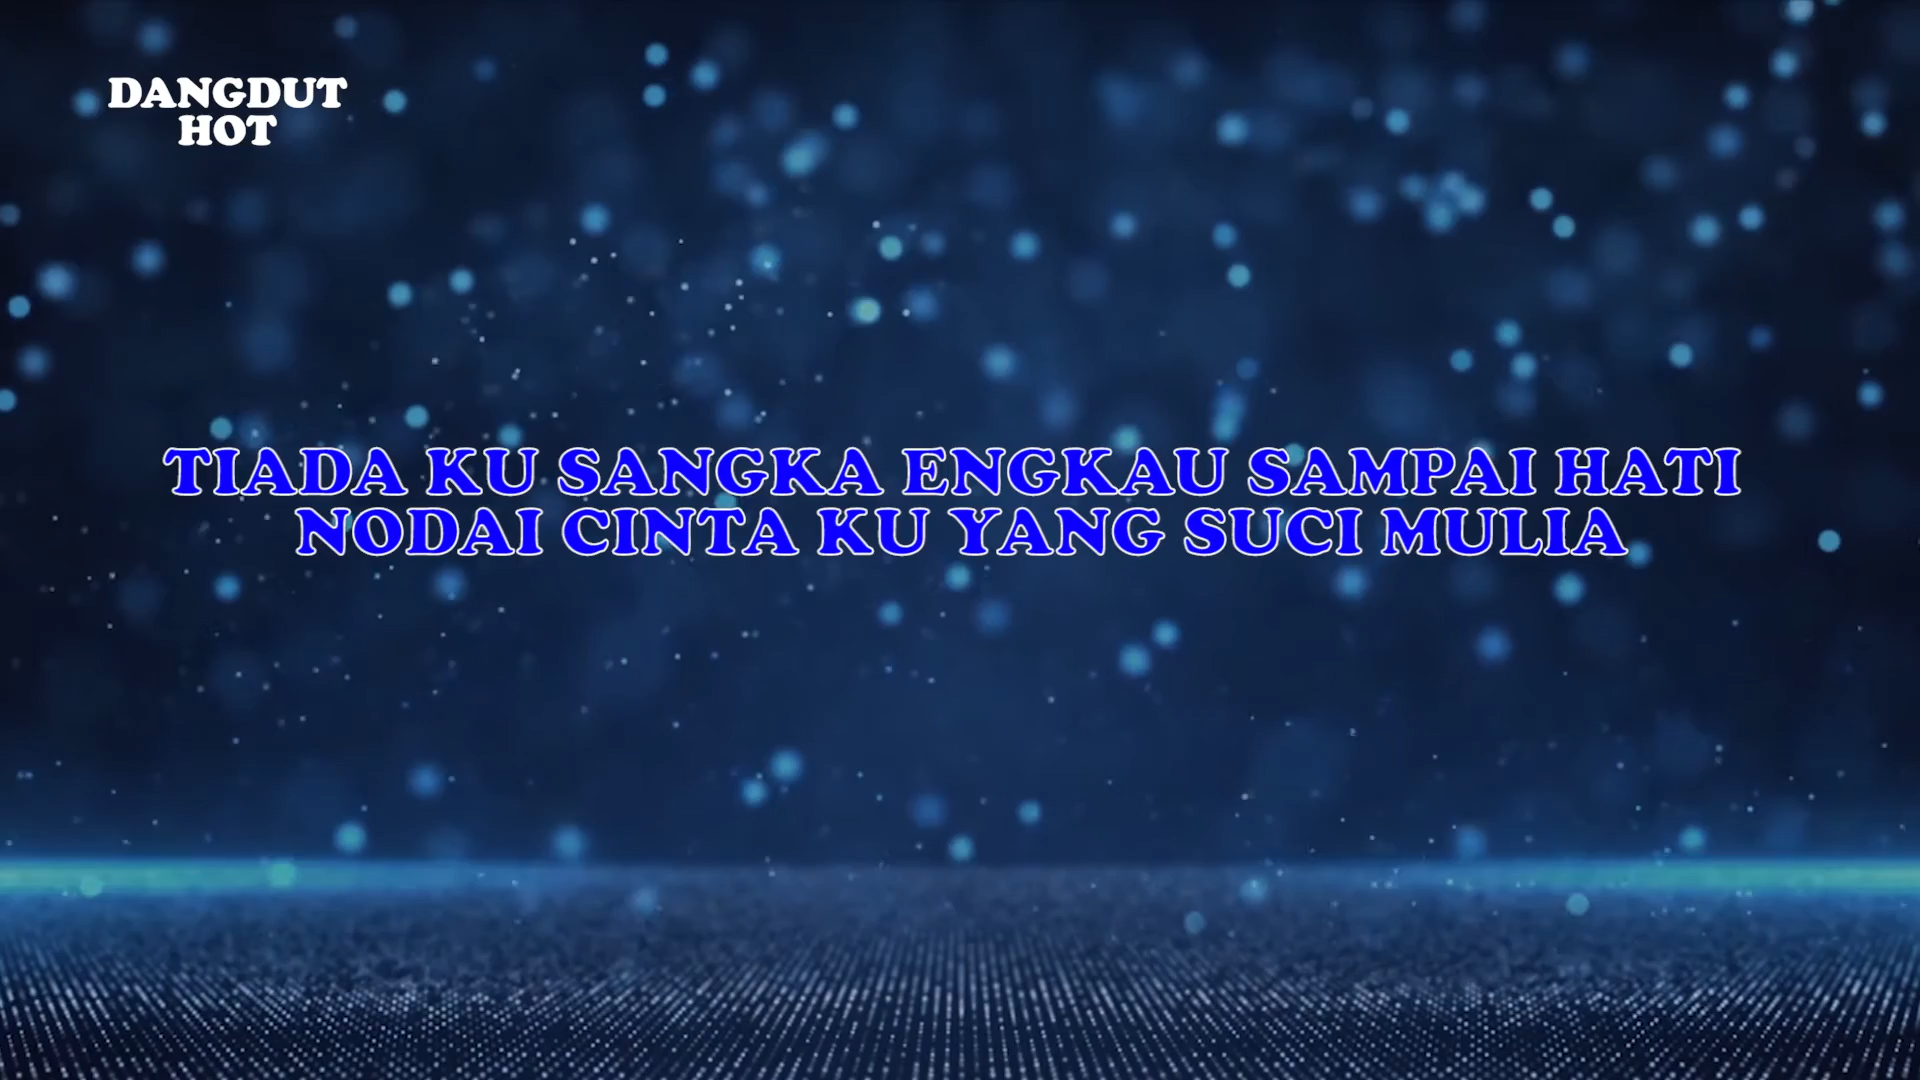 DANGDUT
HOT
TIADA KU SANGKA ENGKAU SAMPAI HATI
NODAI CINTA KU YANG SUCI MULIA